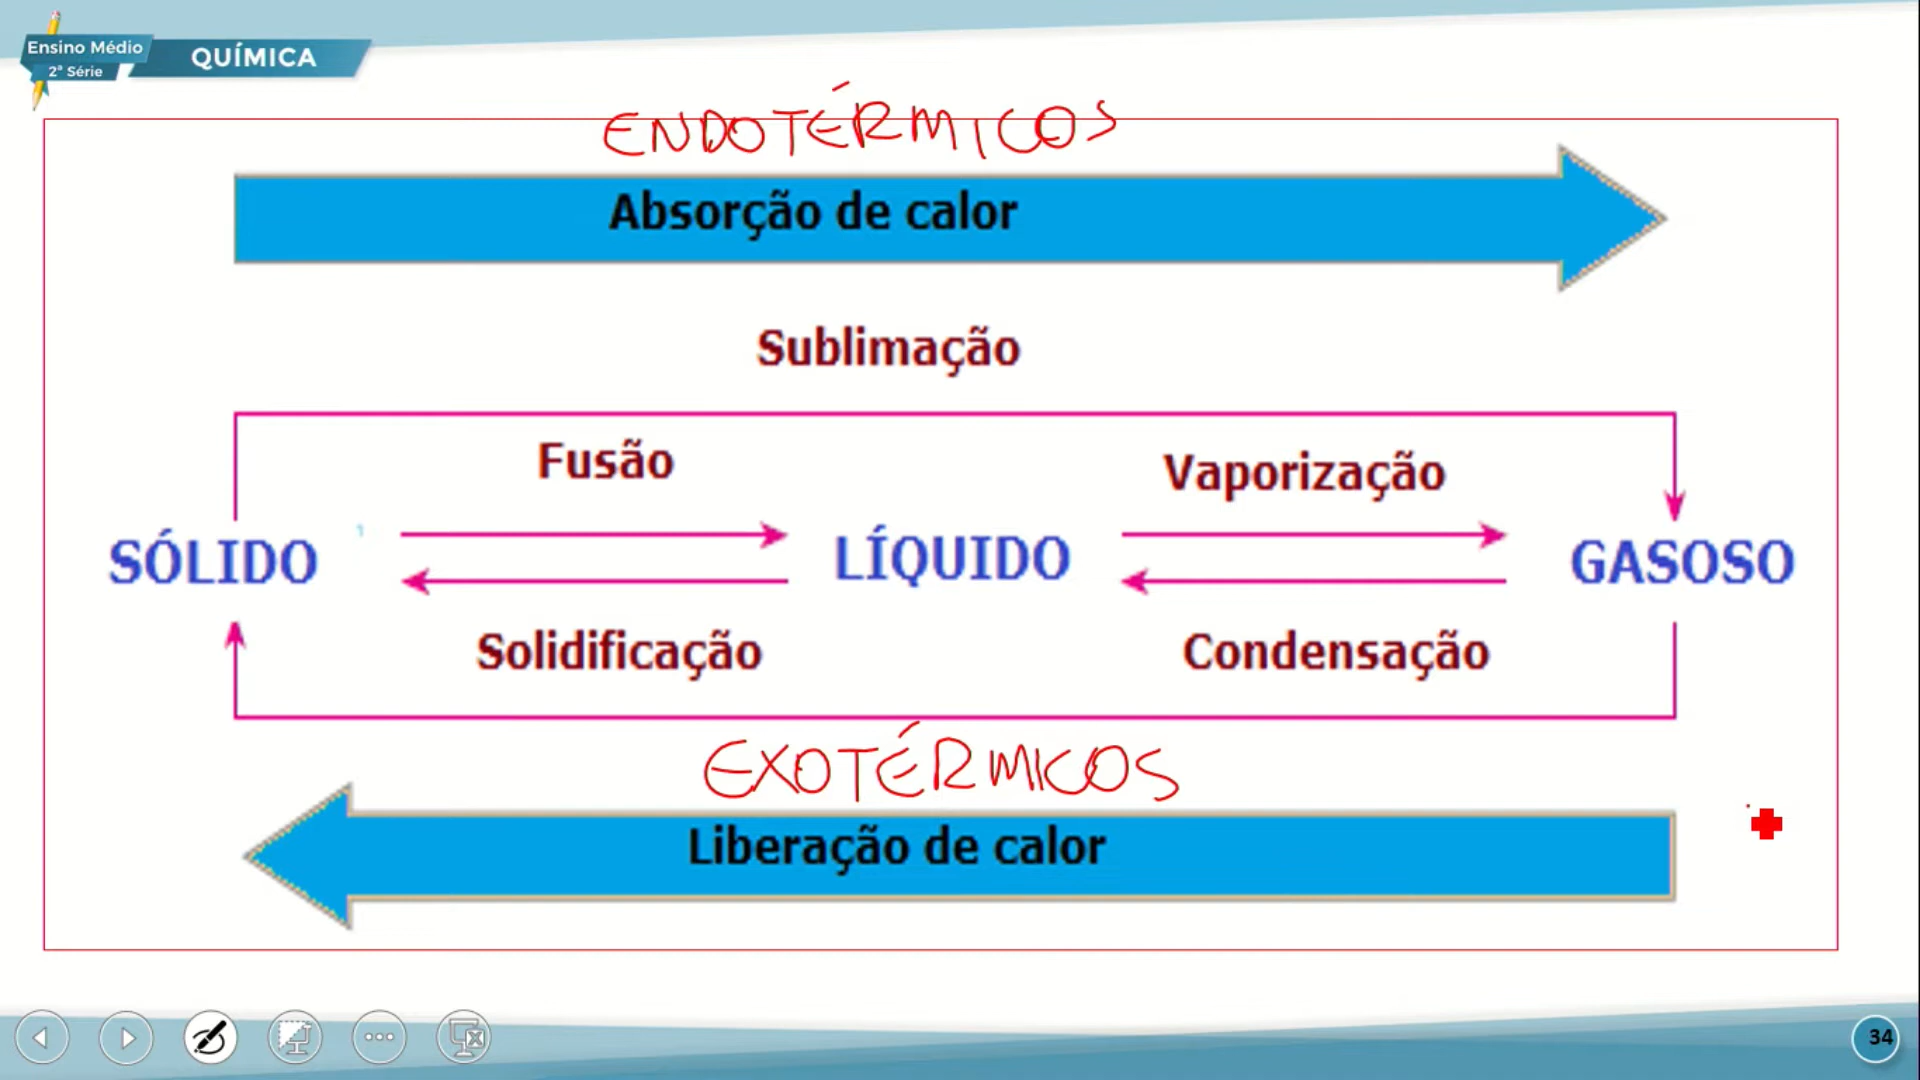 Ensino Médio
2ª Série
QUÍMICA
ENDOTÉRMICOS
Absorção de calor
Sublimação
Fusão
Vaporização
SÓLIDO
LÍQUIDO
GASOSO
Solidificação
Condensação
EXOTÉRMICOS
Liberação de calor
34